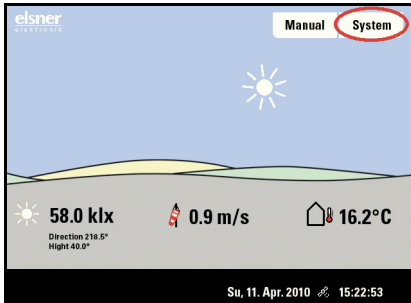 elsner
elektronik
Manual
System
58.0 klx
Direction 218.5°
Hight 40.0°
0.9 m/s
16.2°C
Su, 11. Apr. 2010
15:22:53